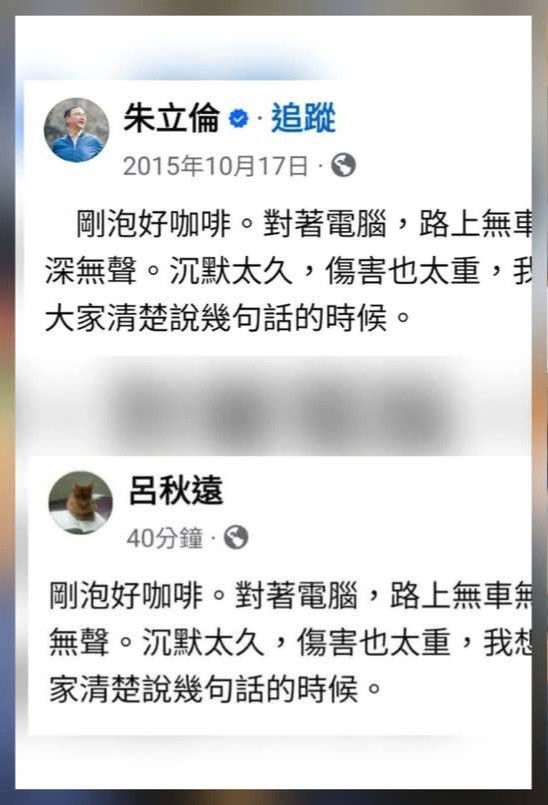 朱立倫 · 追蹤
2015年10月17日 ·
剛泡好咖啡。對著電腦，路上無車
深無聲。沉默太久，傷害也太重，我
大家清楚說幾句話的時候。
呂秋遠
40分鐘 ·
剛泡好咖啡。對著電腦，路上無車無
無聲。沉默太久，傷害也太重，我想
家清楚說幾句話的時候。